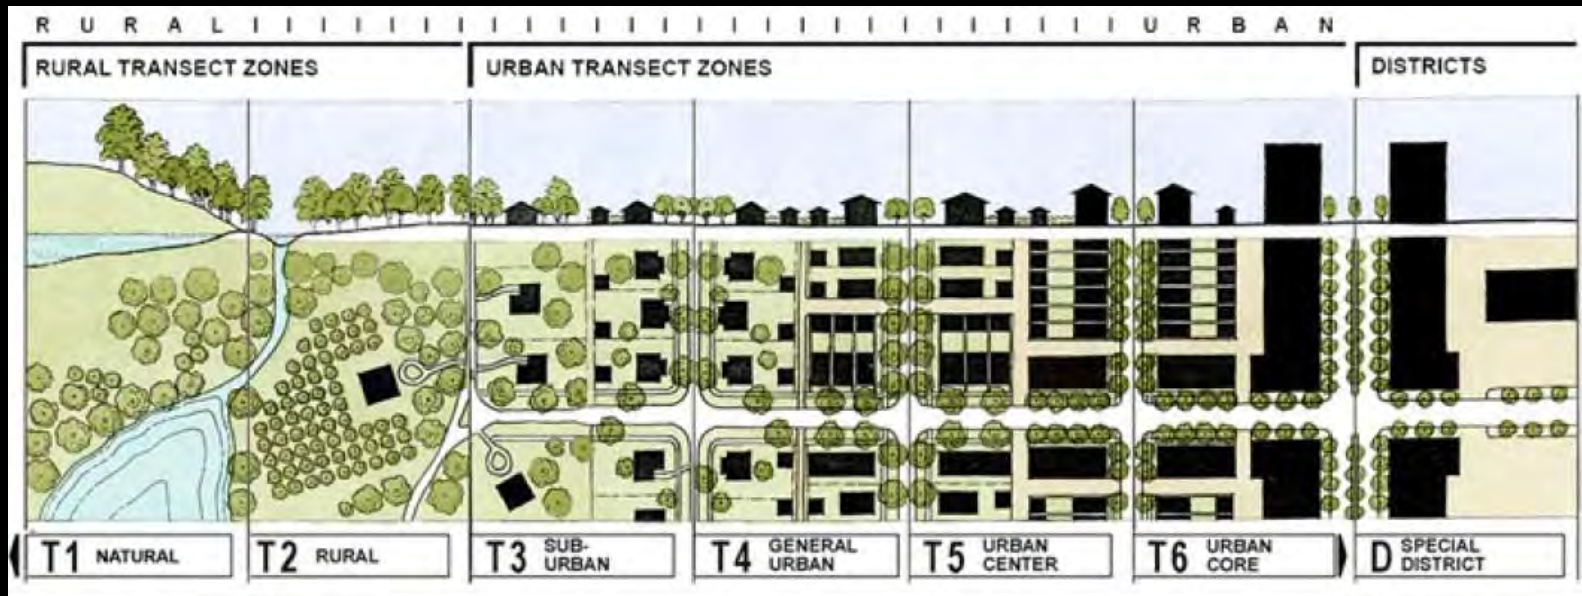 R U R A L I I I I I I I I I I I I I I I I I I I I I I I I I I I U R B A N
RURAL TRANSECT ZONES
URBAN TRANSECT ZONES
DISTRICTS
T1 NATURAL
T2 RURAL
T3 SUB-
URBAN
T4 GENERAL
URBAN
T5 URBAN
CENTER
T6 URBAN
CORE
D SPECIAL
DISTRICT